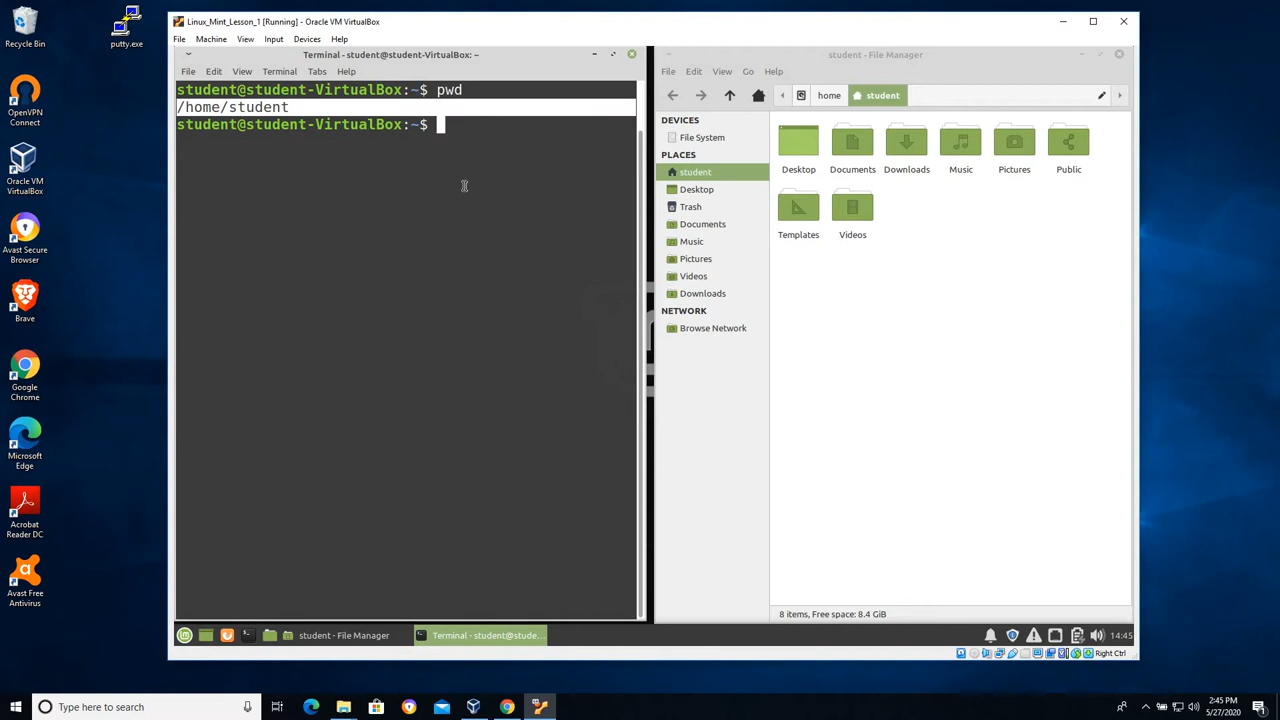 Linux_Mint_Lesson_1 [Running] - Oracle VM VirtualBox
File Machine View Input Devices Help
Terminal - student@student-VirtualBox: ~
File Edit View Terminal Tabs Help
student@student-VirtualBox:~$ pwd
/home/student
student@student-VirtualBox:~$
student - File Manager
File Edit View Go Help
home student
DEVICES
File System
PLACES
student
Desktop
Trash
Documents
Music
Pictures
Videos
Downloads
NETWORK
Browse Network
Desktop Documents Downloads Music Pictures Public
Templates Videos
8 items, Free space: 8.4 GiB
student - File Manager
Terminal - student@stude...
14:45
Right Ctrl
Recycle Bin
putty.exe
OpenVPN
Connect
Oracle VM
VirtualBox
Avast Secure
Browser
Brave
Google
Chrome
Microsoft
Edge
Acrobat
Reader DC
Avast Free
Antivirus
Type here to search
2:45 PM
5/27/2020